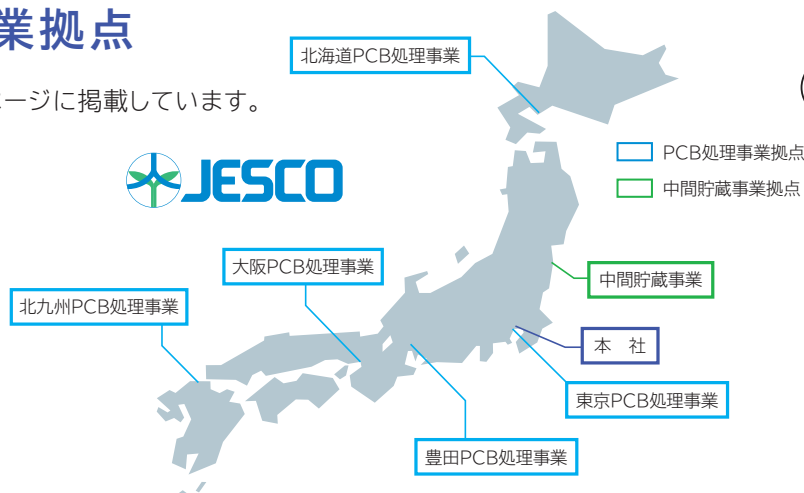 業拠点
ページに掲載しています。
JESCO
北海道PCB処理事業
PCB処理事業拠点
中間貯蔵事業拠点
大阪PCB処理事業
中間貯蔵事業
北九州PCB処理事業
本　社
東京PCB処理事業
豊田PCB処理事業